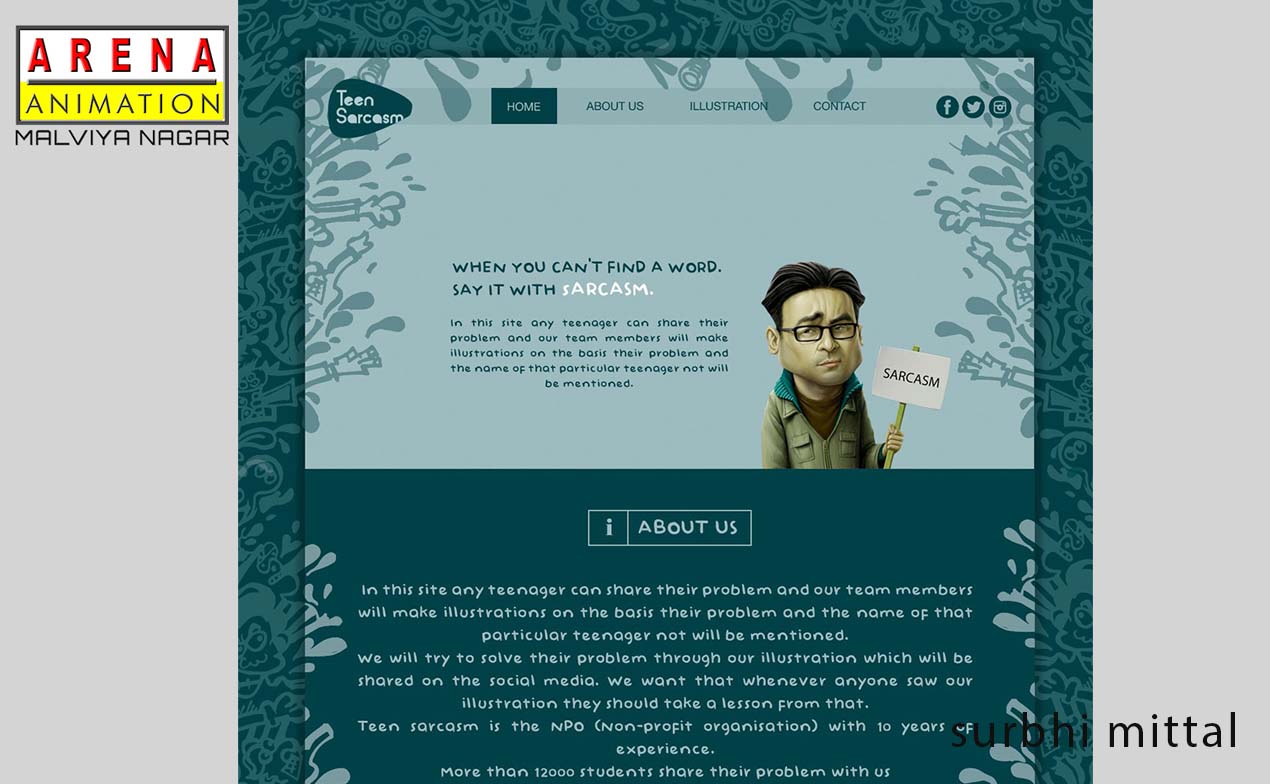 ARENA
ANIMATION
MALVIYA NAGAR
Teen
Sarcasm
HOME
ABOUT US
ILLUSTRATION
CONTACT
WHEN YOU CAN'T FIND A WORD.
SAY IT WITH SARCASM.
In this site any teenager can share their
problem and our team members will make
illustrations on the basis their problem and
the name of that particular teenager not will
be mentioned.
SARCASM
i ABOUT US
In this site any teenager can share their problem and our team members
will make illustrations on the basis their problem and the name of that
particular teenager not will be mentioned.
We will try to solve their problem through our illustration which will be
shared on the social media. We want that whenever anyone saw our
illustration they should take a lesson from that.
Teen sarcasm is the NPO (Non-profit organisation) with 10 years of
experience.
More than 12000 students share their problem with us
surbhi mittal